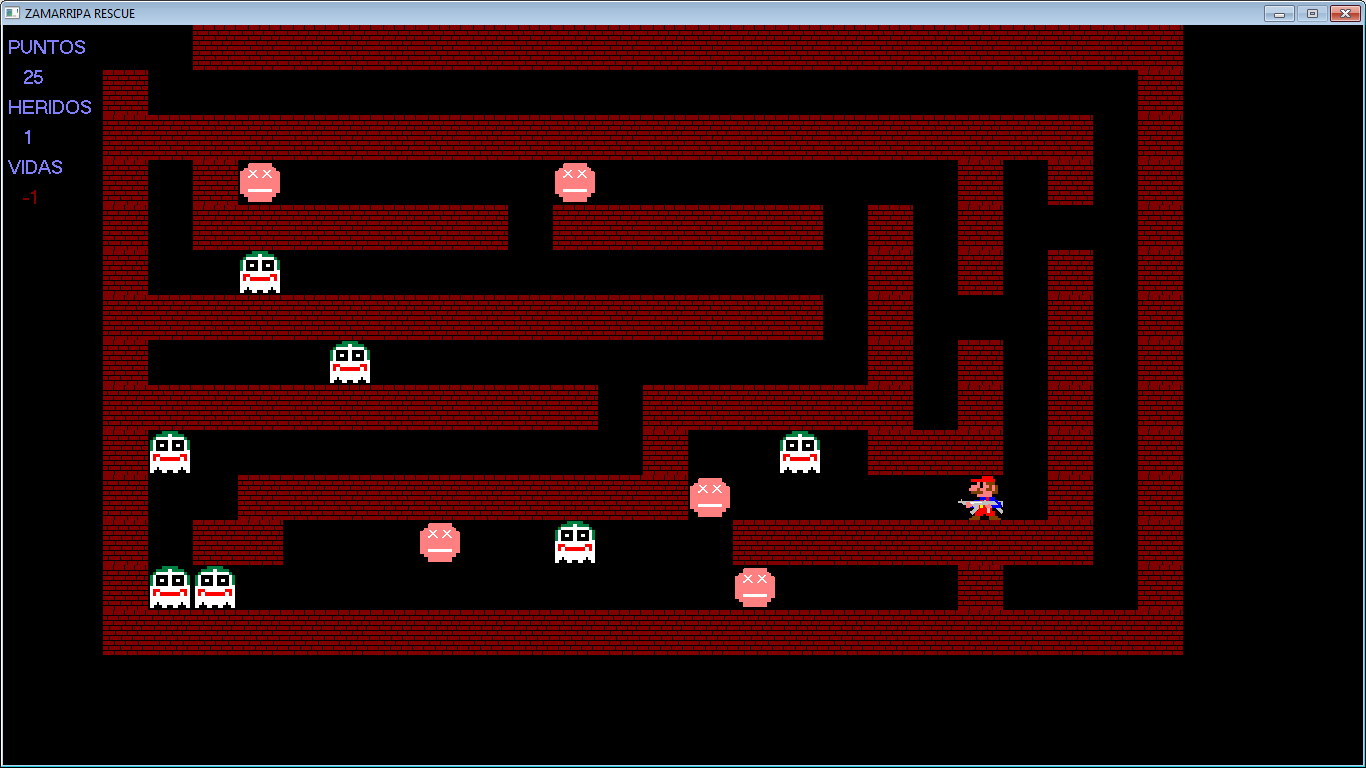 ZAMARRIPA RESCUE
PUNTOS
25
HERIDOS
1
VIDAS
-1